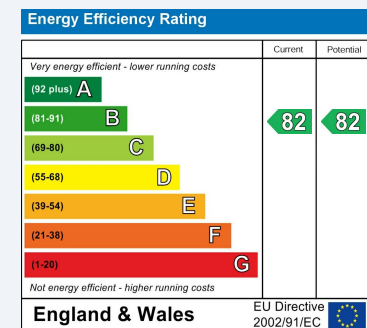 Energy Efficiency Rating
Current Potential
Very energy efficient - lower running costs
(92 plus) A
(81-91) B 82 82
(69-80) C
(55-68) D
(39-54) E
(21-38) F
(1-20) G
Not energy efficient - higher running costs
England & Wales
EU Directive
2002/91/EC